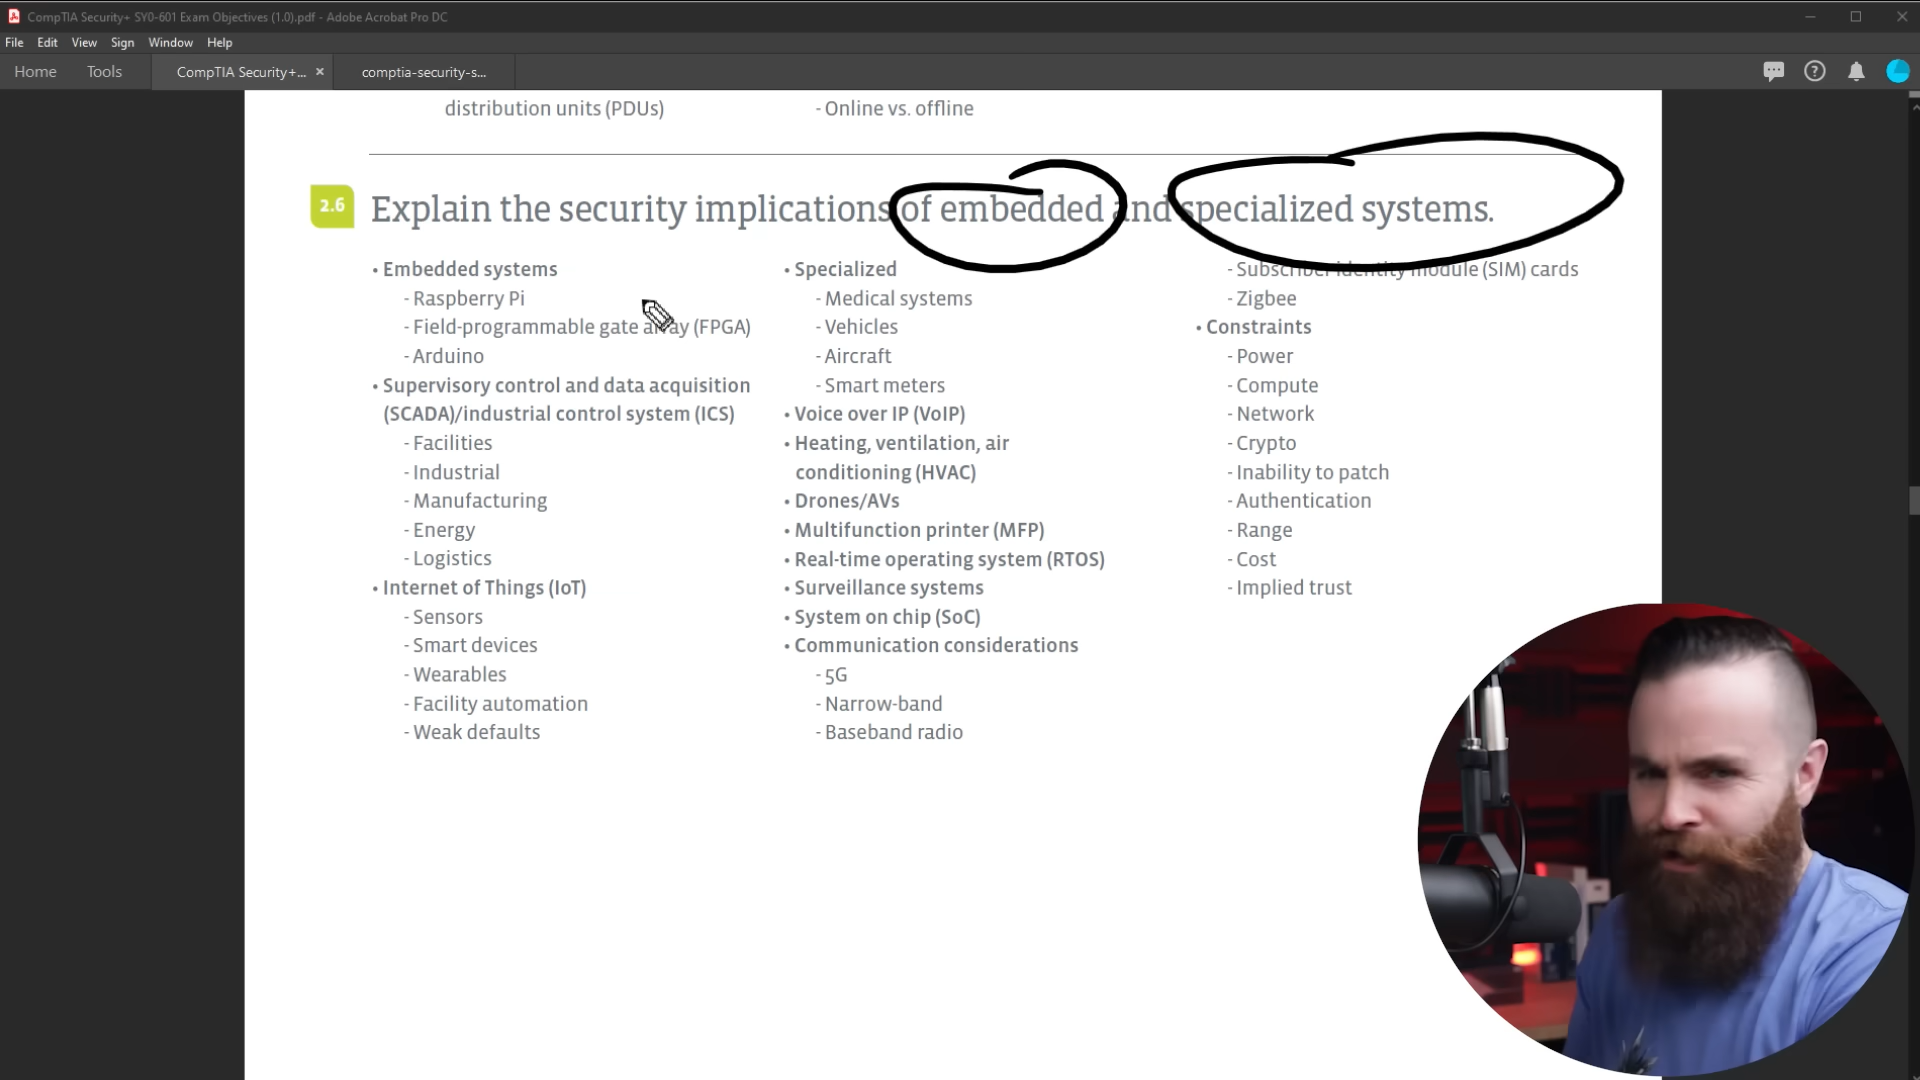 CompTIA Security+ SY0-601 Exam Objectives (1.0).pdf - Adobe Acrobat Pro DC
File Edit View Sign Window Help
Home Tools CompTIA Security+... × comptia-security-s...
distribution units (PDUs)
- Online vs. offline
2.6 Explain the security implications of embedded and specialized systems.
• Embedded systems
- Raspberry Pi
- Field-programmable gate array (FPGA)
- Arduino
• Supervisory control and data acquisition
(SCADA)/industrial control system (ICS)
- Facilities
- Industrial
- Manufacturing
- Energy
- Logistics
• Internet of Things (IoT)
- Sensors
- Smart devices
- Wearables
- Facility automation
- Weak defaults
• Specialized
- Medical systems
- Vehicles
- Aircraft
- Smart meters
• Voice over IP (VoIP)
• Heating, ventilation, air
conditioning (HVAC)
• Drones/AVs
• Multifunction printer (MFP)
• Real-time operating system (RTOS)
• Surveillance systems
• System on chip (SoC)
• Communication considerations
- 5G
- Narrow-band
- Baseband radio
- Subscriber identity module (SIM) cards
- Zigbee
• Constraints
- Power
- Compute
- Network
- Crypto
- Inability to patch
- Authentication
- Range
- Cost
- Implied trust